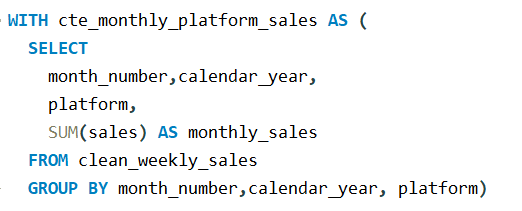 WITH cte_monthly_platform_sales AS (
SELECT
month_number,calendar_year,
platform,
SUM(sales) AS monthly_sales
FROM clean_weekly_sales
GROUP BY month_number,calendar_year, platform)